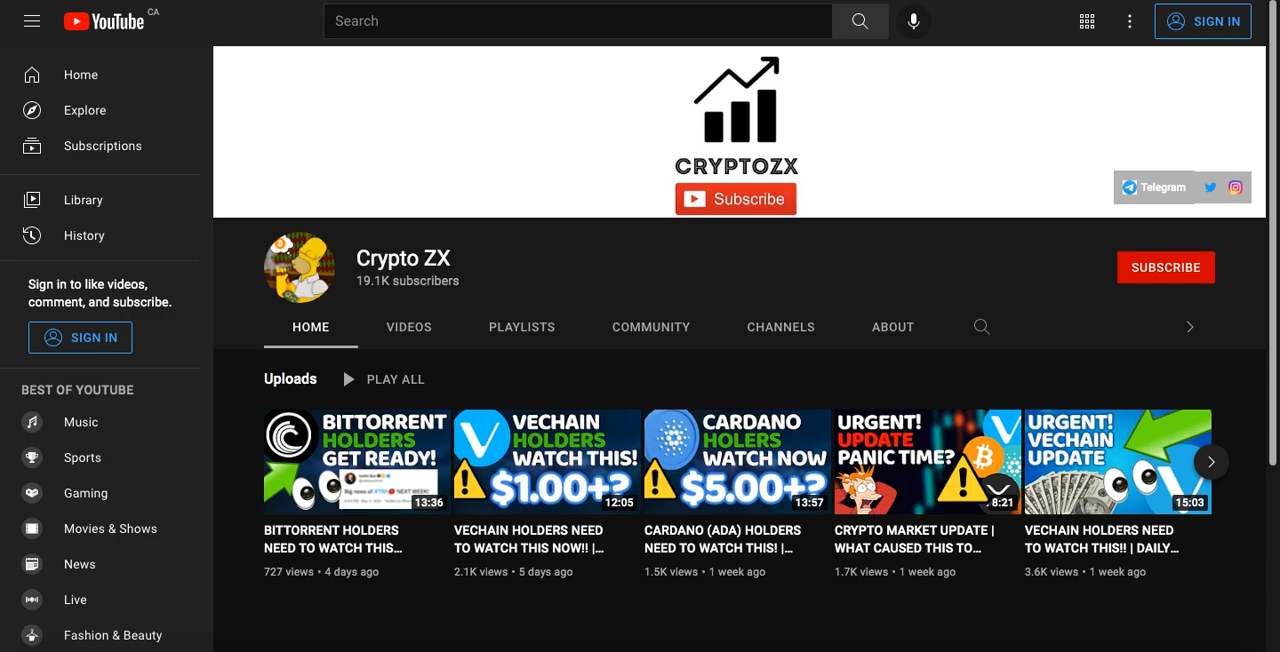 YouTube CA
Search
SIGN IN
Home
Explore
Subscriptions
Library
History
Sign in to like videos,
comment, and subscribe.
SIGN IN
BEST OF YOUTUBE
Music
Sports
Gaming
Movies & Shows
News
Live
Fashion & Beauty
CRYPTOZX
Subscribe
Telegram
Crypto ZX
19.1K subscribers
SUBSCRIBE
HOME
VIDEOS
PLAYLISTS
COMMUNITY
CHANNELS
ABOUT
Uploads
PLAY ALL
BITTORRENT
HOLDERS
GET READY!
13:36
BITTORRENT HOLDERS
NEED TO WATCH THIS...
727 views • 4 days ago
VECHAIN
HOLDERS
WATCH THIS!
$1.00+?
12:05
VECHAIN HOLDERS NEED
TO WATCH THIS NOW!! |...
2.1K views • 5 days ago
CARDANO
HOLERS
WATCH NOW
$5.00+?
13:57
CARDANO (ADA) HOLDERS
NEED TO WATCH THIS! |...
1.5K views • 1 week ago
URGENT!
UPDATE
PANIC TIME?
8:21
CRYPTO MARKET UPDATE |
WHAT CAUSED THIS TO...
1.7K views • 1 week ago
URGENT!
VECHAIN
UPDATE
15:03
VECHAIN HOLDERS NEED
TO WATCH THIS!! | DAILY...
3.6K views • 1 week ago